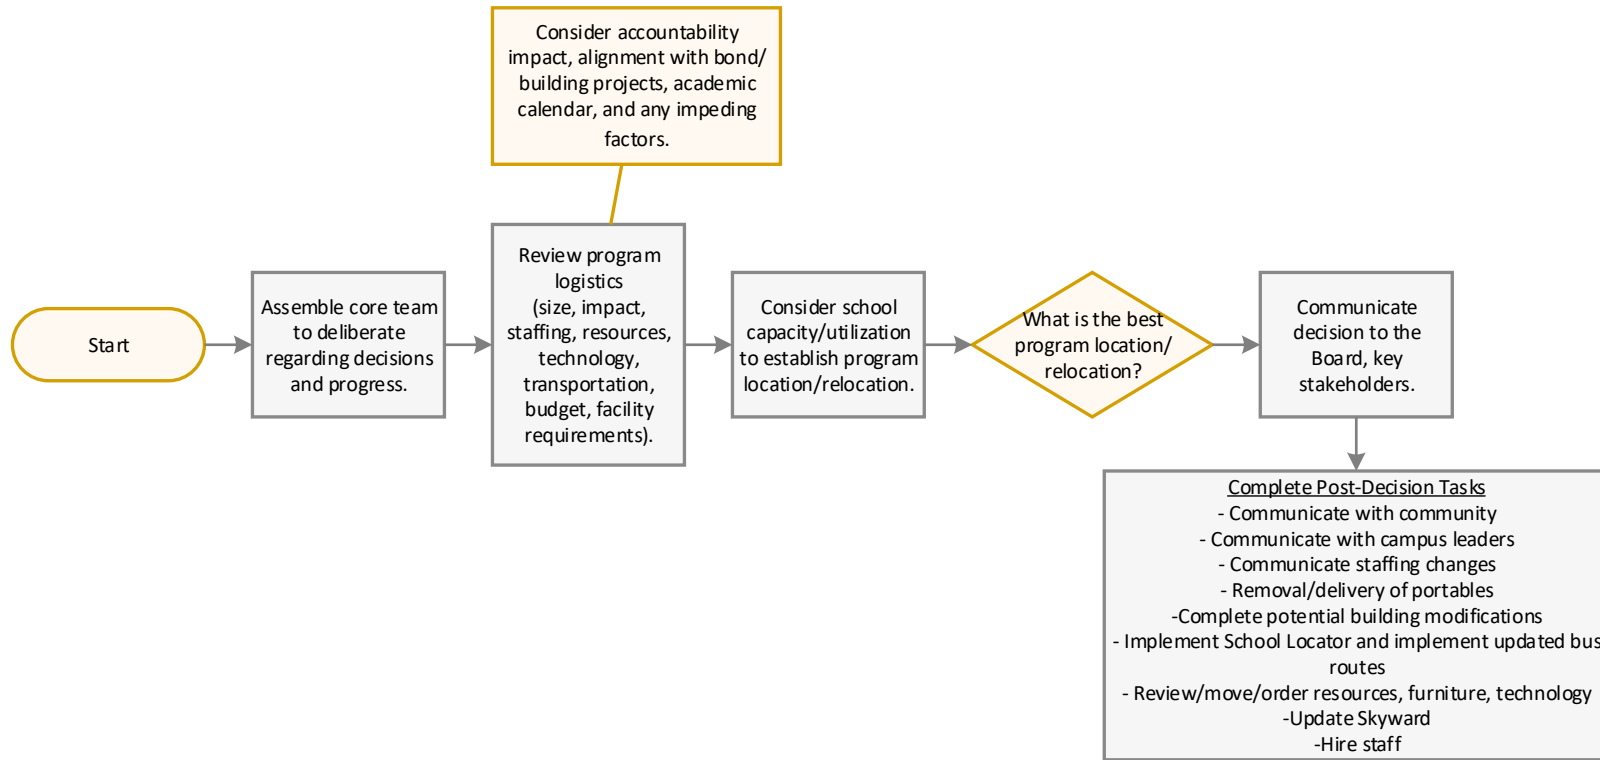 Consider accountability
impact, alignment with bond/
building projects, academic
calendar, and any impeding
factors.
Start
Assemble core team
to deliberate
regarding decisions
and progress.
Review program
logistics
(size, impact,
staffing, resources,
technology,
transportation,
budget, facility
requirements).
Consider school
capacity/utilization
to establish program
location/relocation.
What is the best
program location/
relocation?
Communicate
decision to the
Board, key
stakeholders.
Complete Post-Decision Tasks
- Communicate with community
- Communicate with campus leaders
- Communicate staffing changes
- Removal/delivery of portables
-Complete potential building modifications
- Implement School Locator and implement updated bus
routes
- Review/move/order resources, furniture, technology
-Update Skyward
-Hire staff